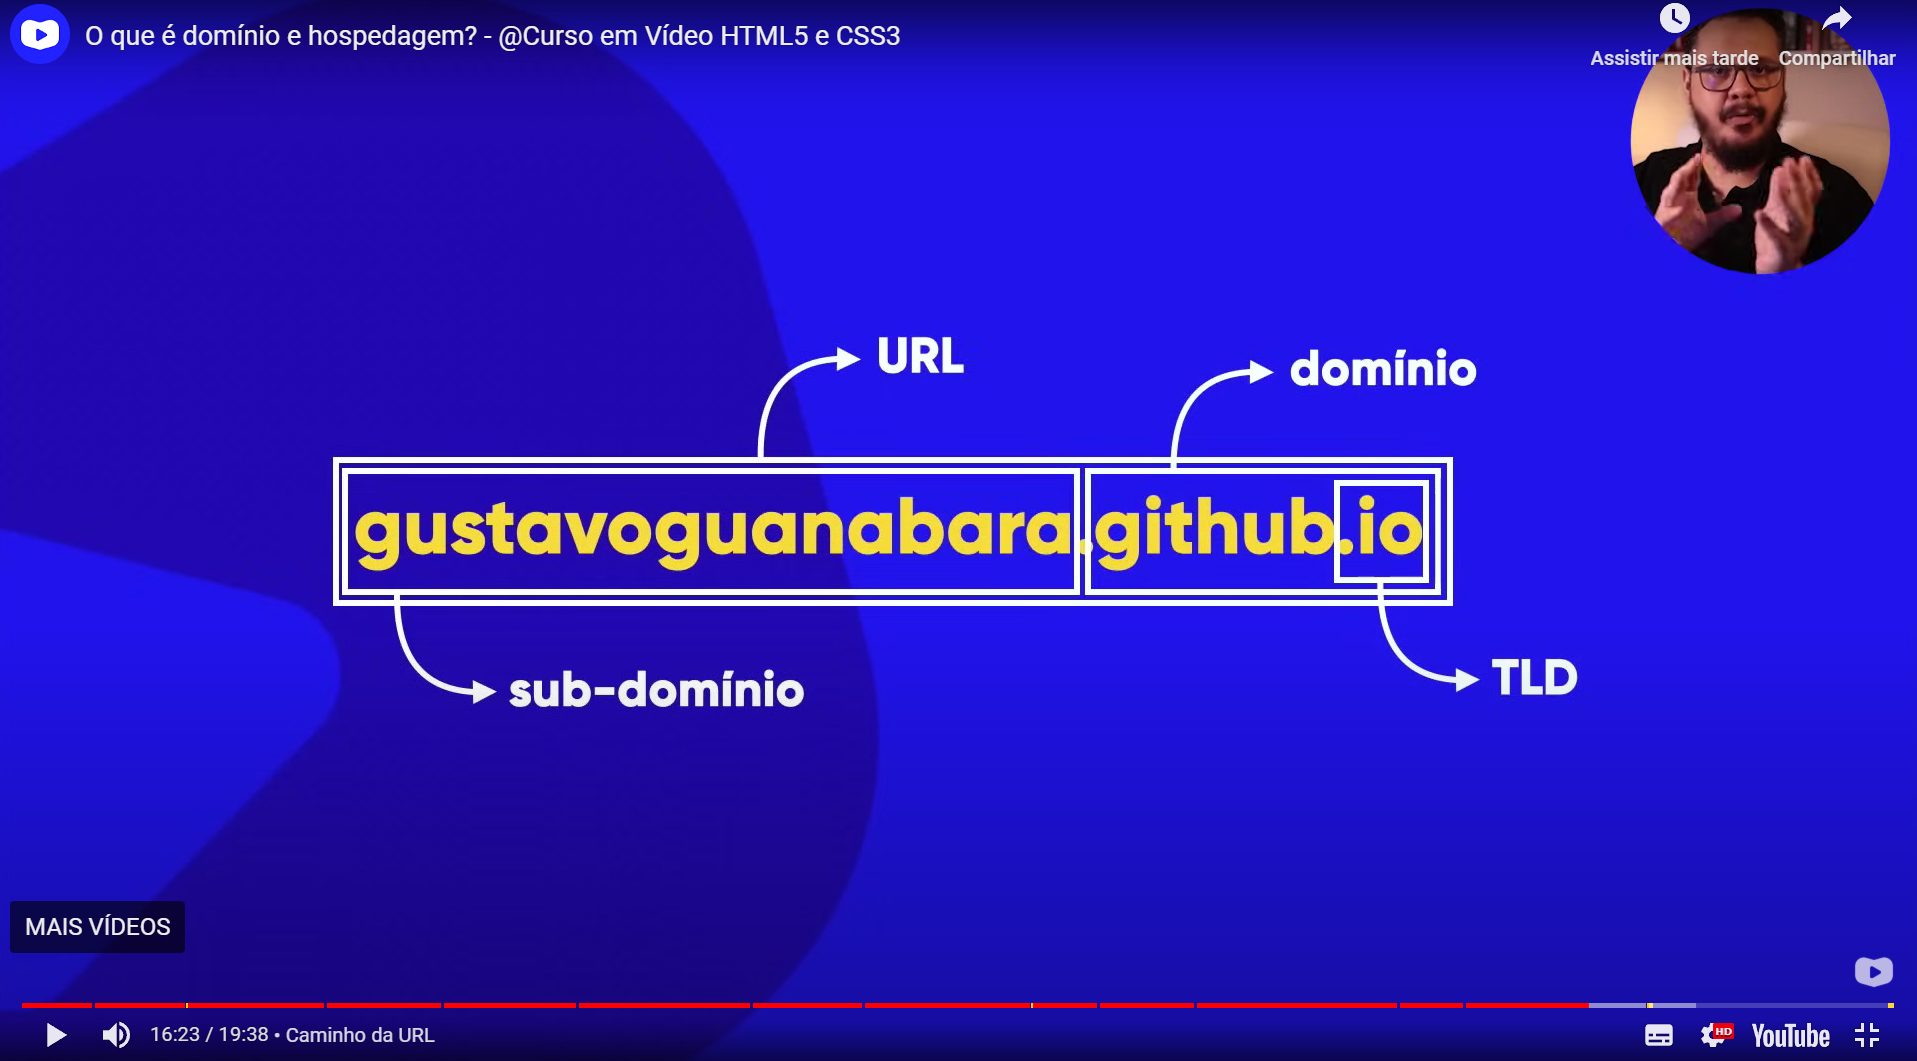 O que é domínio e hospedagem? - @Curso em Vídeo HTML5 e CSS3
Assistir mais tarde
Compartilhar
URL
domínio
gustavoguanabara.github.io
sub-domínio
TLD
MAIS VÍDEOS
16:23 / 19:38 • Caminho da URL
HD
YouTube